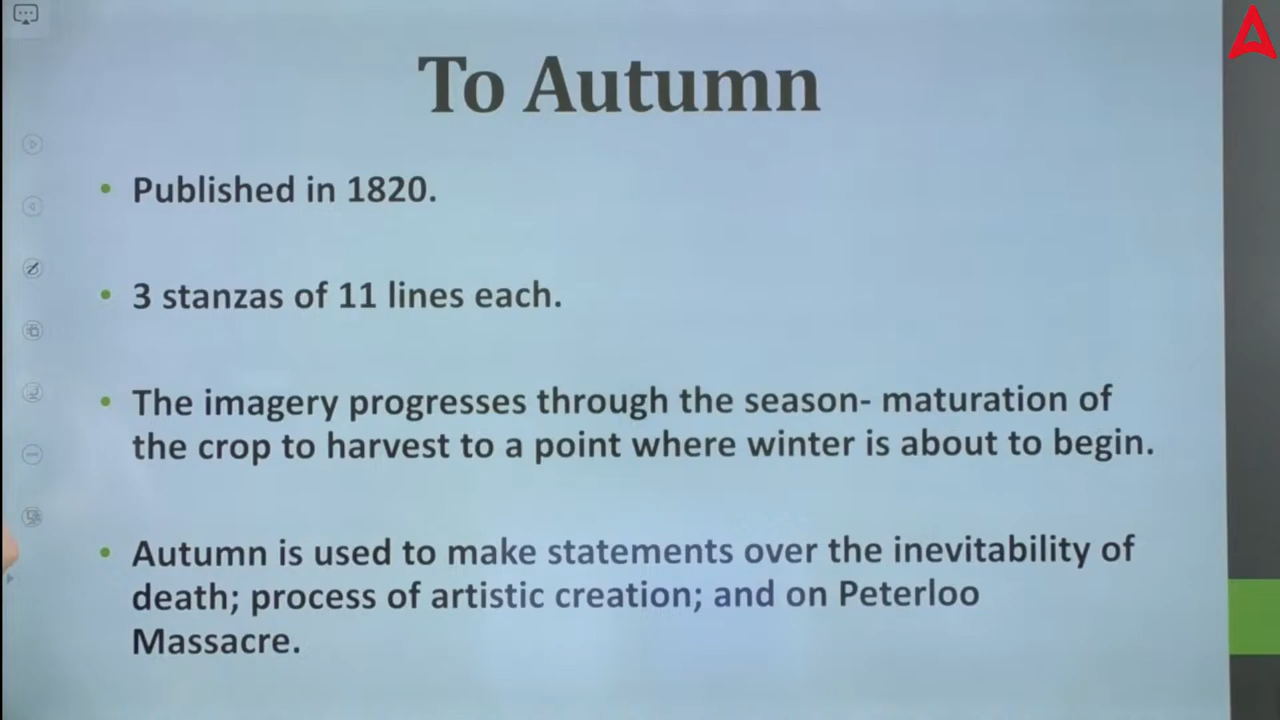 To Autumn
• Published in 1820.
• 3 stanzas of 11 lines each.
• The imagery progresses through the season- maturation of
the crop to harvest to a point where winter is about to begin.
• Autumn is used to make statements over the inevitability of
death; process of artistic creation; and on Peterloo
Massacre.